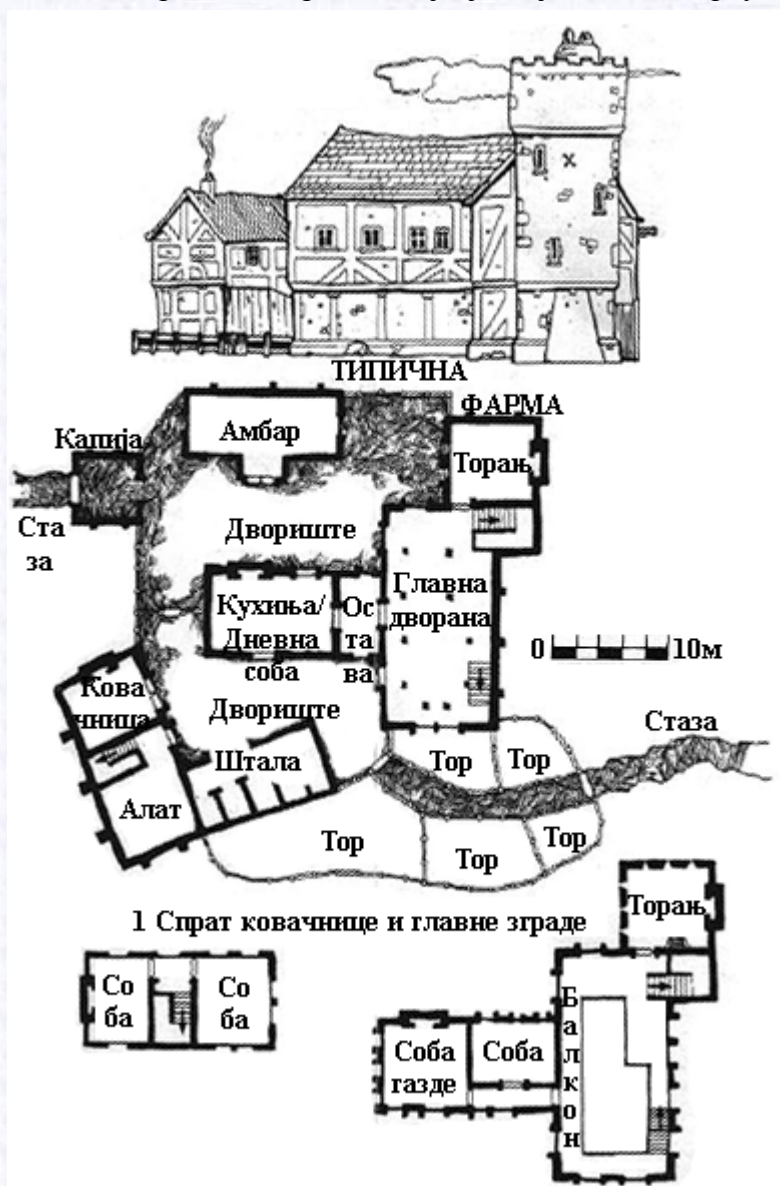 ТИПИЧНА
ФАРМА
Капија
Амбар
Торањ
Ста
за
Двориште
Главна
дворана
Кухиња/
Дневна
соба
Ос
та
ва
0 10м
Кова
чница
Двориште
Стаза
Штала
Тор
Тор
Алат
Тор
Тор
Тор
1 Спрат ковачнице и главне зграде
Торањ
Со
ба
Со
ба
Балкон
Соба
газде
Соба